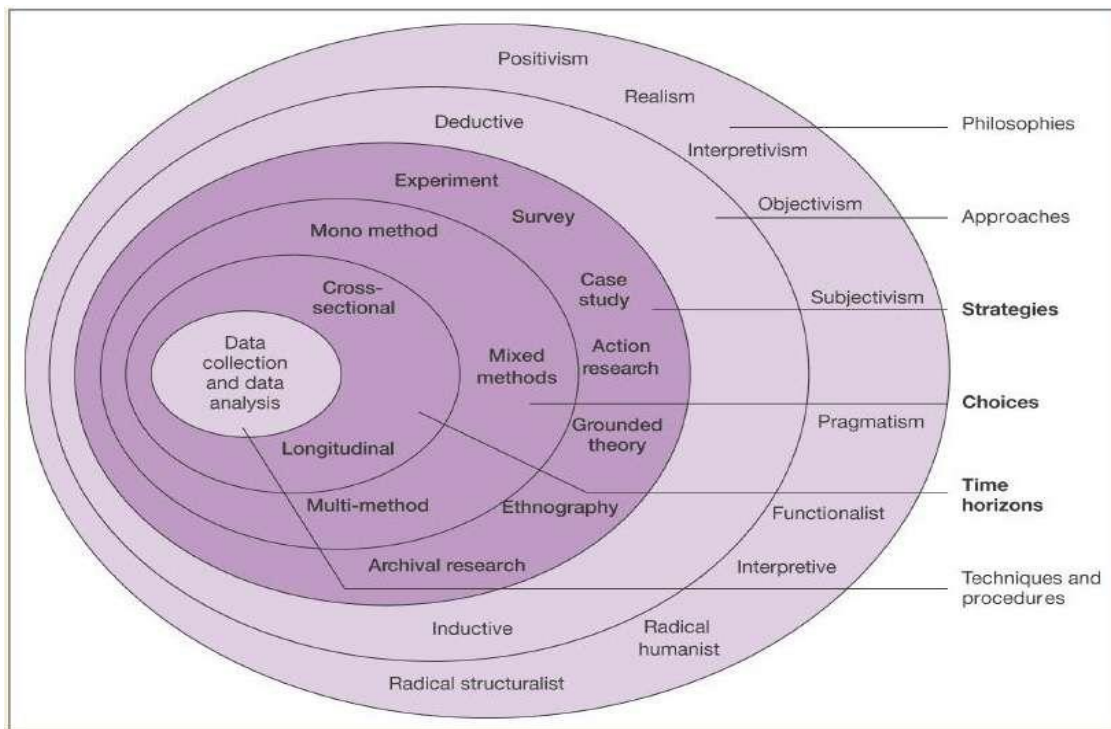 Positivism
Realism
Philosophies
Deductive
Interpretivism
Experiment
Objectivism
Approaches
Survey
Mono method
Case
study
Subjectivism
Strategies
Cross-
sectional
Data
collection
and data
analysis
Mixed
methods
Action
research
Choices
Pragmatism
Grounded
theory
Longitudinal
Time
horizons
Multi-method
Ethnography
Functionalist
Archival research
Interpretive
Techniques and
procedures
Inductive
Radical
humanist
Radical structuralist